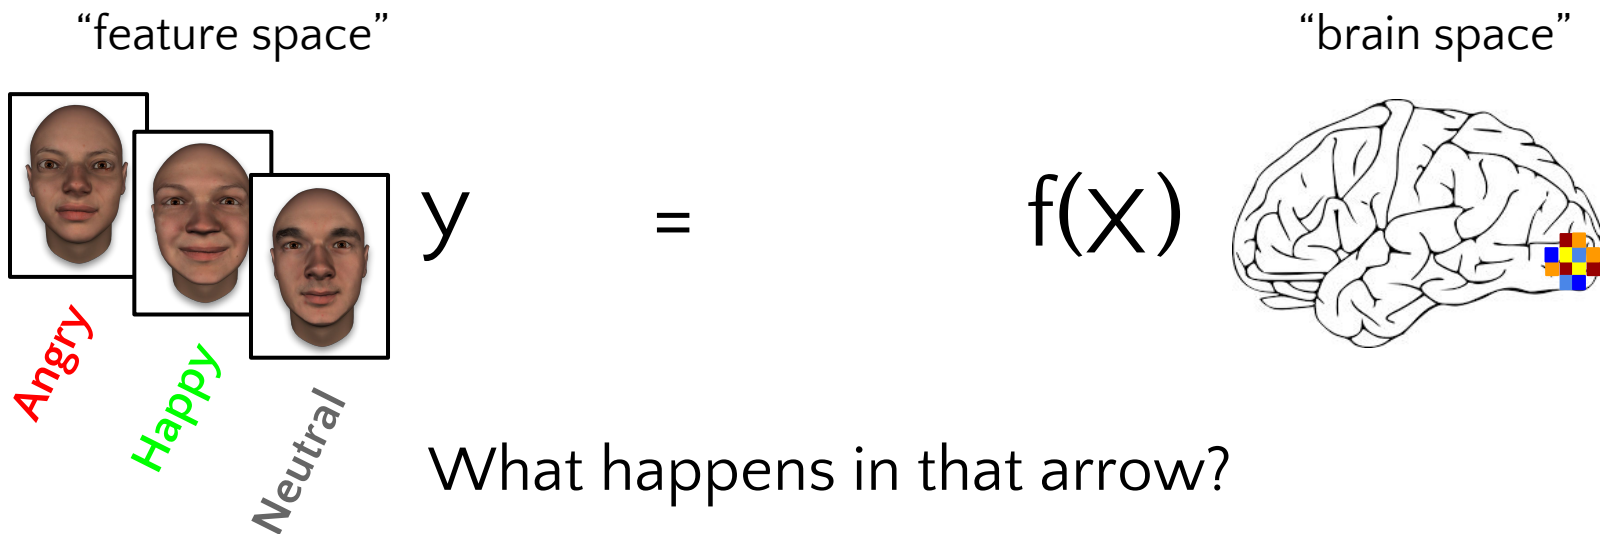 “feature space”
“brain space”
y = f(X)
Angry
Happy
Neutral
What happens in that arrow?